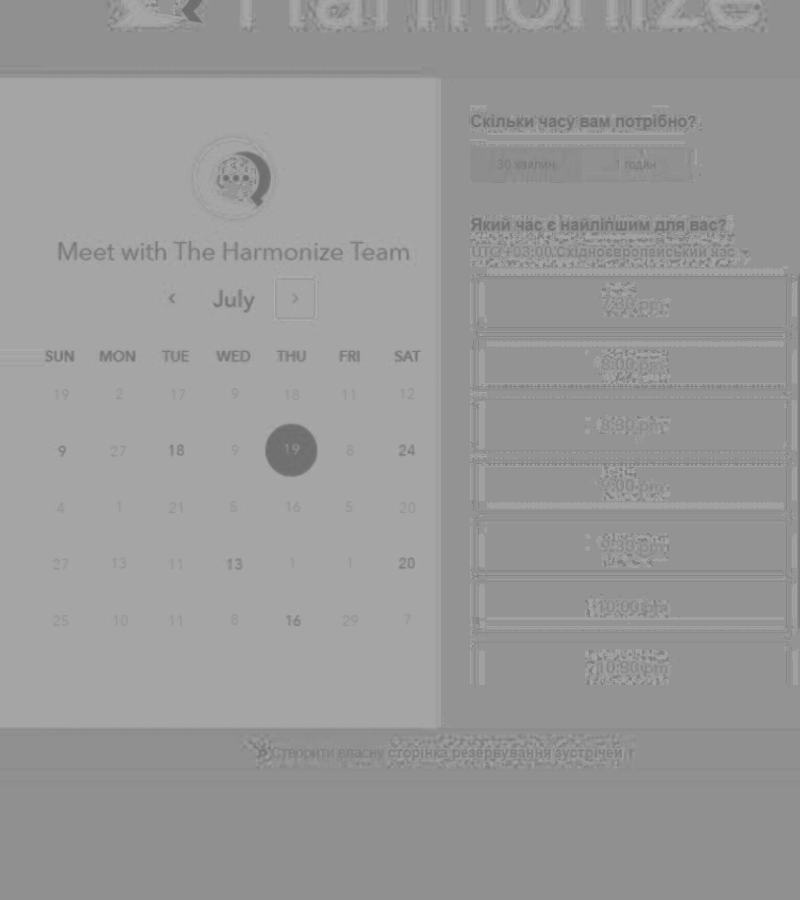 Harmonize
Meet with The Harmonize Team
‹ July ›
SUN MON TUE WED THU FRI SAT
19 2 17 9 18 11 12
9 27 18 9 19 8 24
4 1 21 5 16 5 20
27 13 11 13 1 1 20
25 10 11 8 16 29 7
Скільки часу вам потрібно?
30 хвилин 1 годин
Який час є найліпшим для вас?
UTC+03:00 Східноєвропейський час
7:30 pm
8:00 pm
8:30 pm
9:00 pm
9:30 pm
10:00 pm
10:30 pm
Створити власну сторінка резервування зустрічей